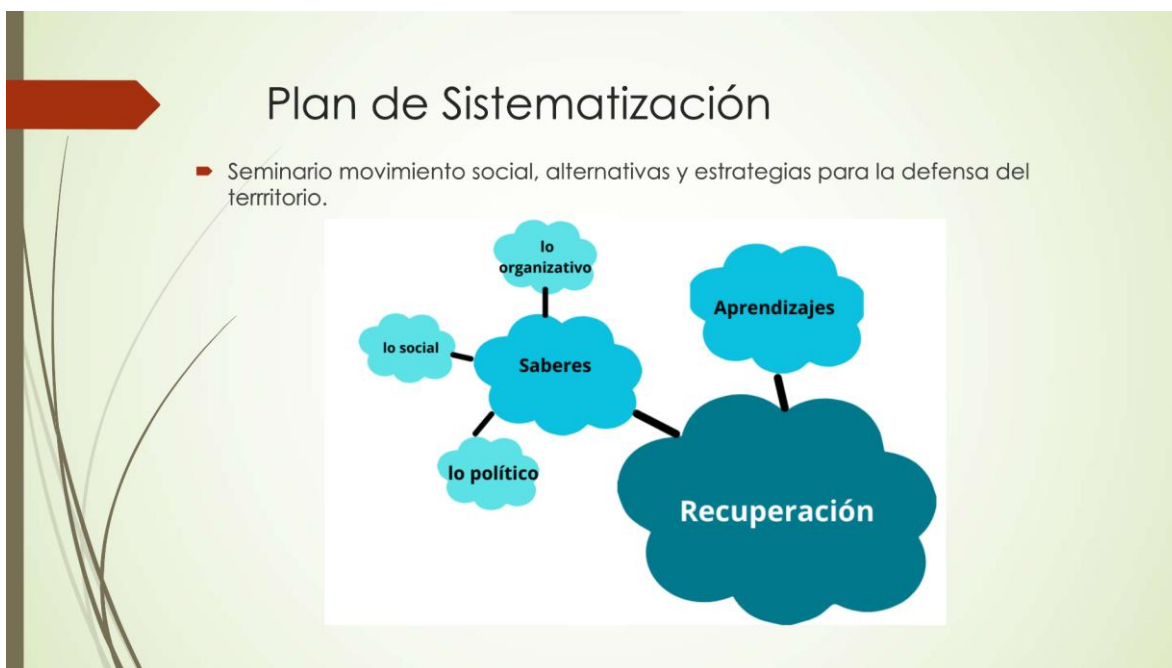 Plan de Sistematización
Seminario movimiento social, alternativas y estrategias para la defensa del
terrritorio.
lo
organizativo
Aprendizajes
lo social
Saberes
lo político
Recuperación